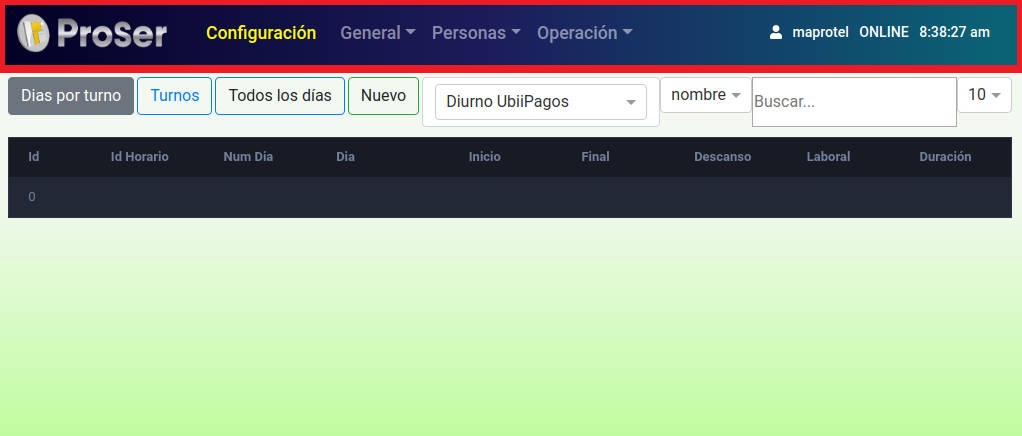 ProSer Configuración General Personas Operación maprotel ONLINE 8:38:27 am
Dias por turno Turnos Todos los días Nuevo Diurno UbiiPagos nombre Buscar... 10
Id Id Horario Num Día Dia Inicio Final Descanso Laboral Duración
0